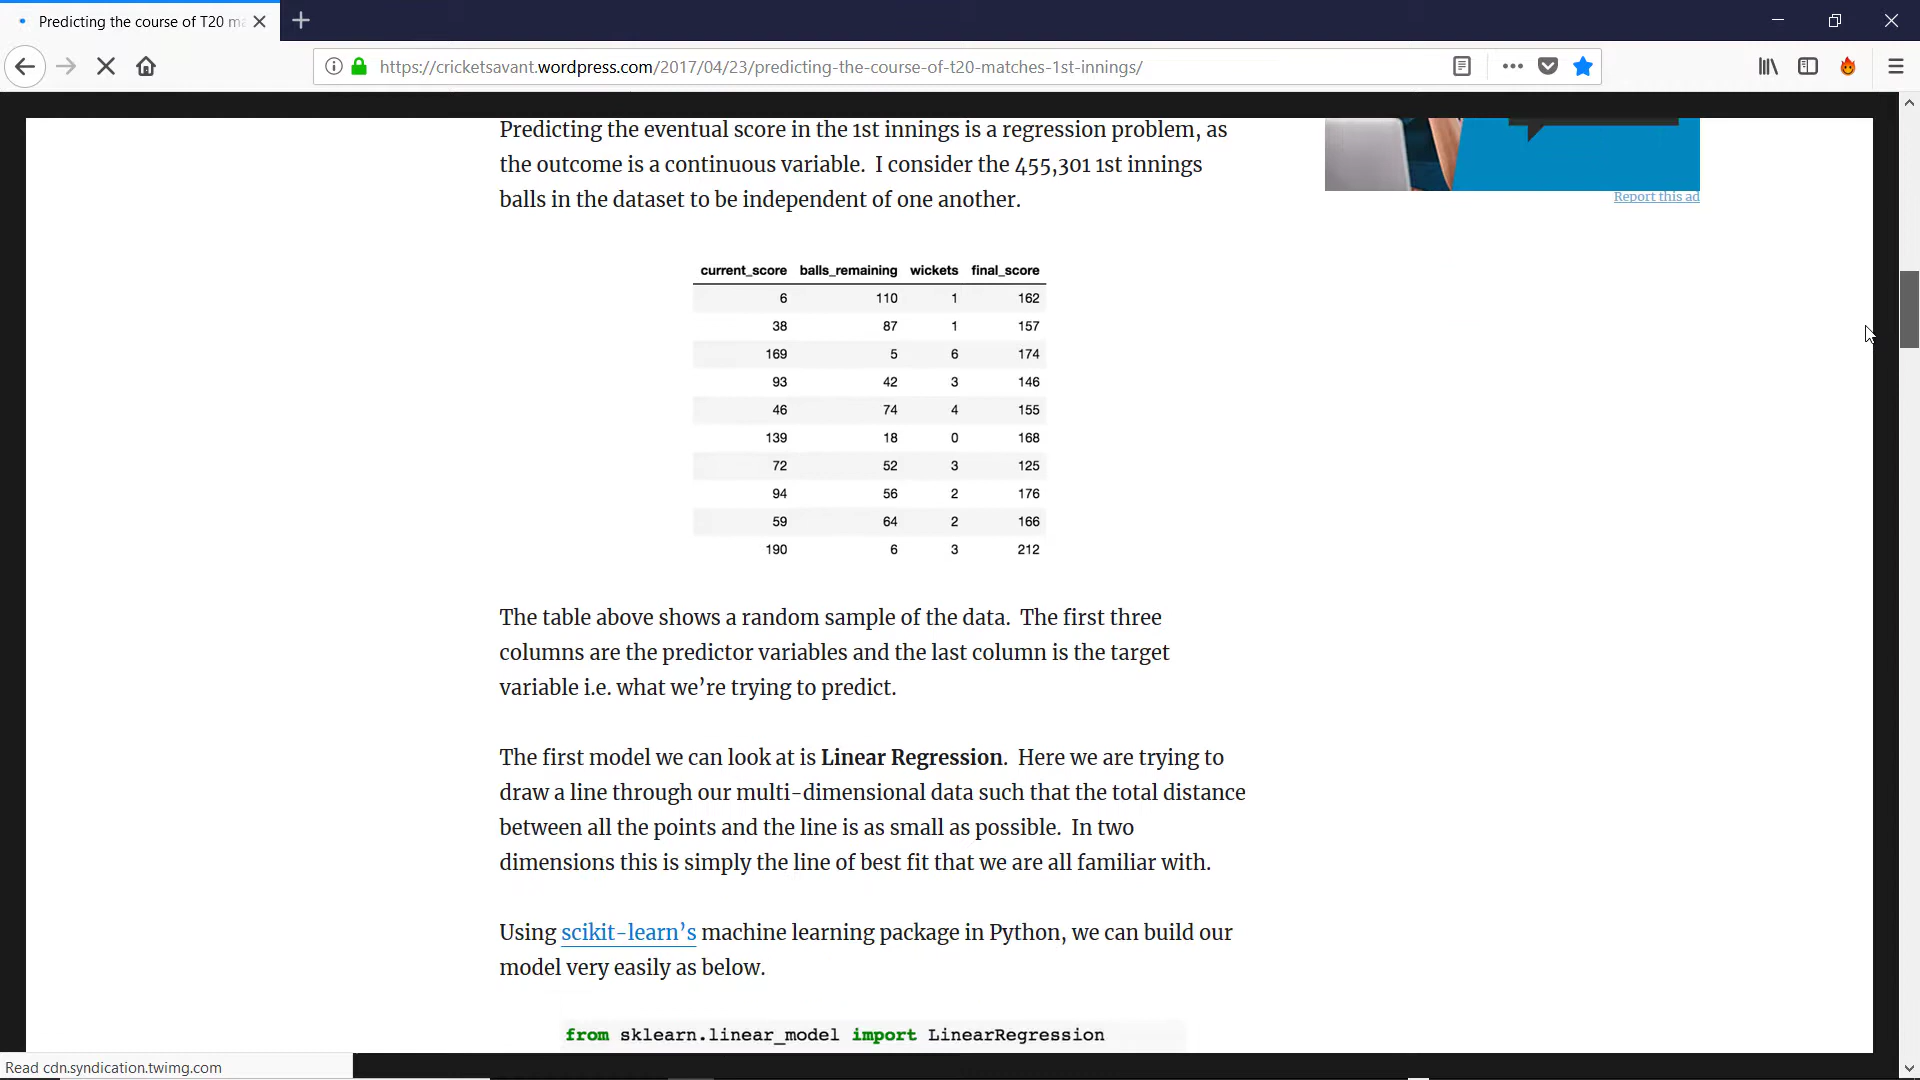 Predicting the course of T20 ma
https://cricketsavant.wordpress.com/2017/04/23/predicting-the-course-of-t20-matches-1st-innings/
Predicting the eventual score in the 1st innings is a regression problem, as
the outcome is a continuous variable.  I consider the 455,301 1st innings
balls in the dataset to be independent of one another.
Report this ad
current_score balls_remaining wickets final_score
6 110 1 162
38 87 1 157
169 5 6 174
93 42 3 146
46 74 4 155
139 18 0 168
72 52 3 125
94 56 2 176
59 64 2 166
190 6 3 212
The table above shows a random sample of the data.  The first three
columns are the predictor variables and the last column is the target
variable i.e. what we’re trying to predict.
The first model we can look at is Linear Regression.  Here we are trying to
draw a line through our multi-dimensional data such that the total distance
between all the points and the line is as small as possible.  In two
dimensions this is simply the line of best fit that we are all familiar with.
Using scikit-learn’s machine learning package in Python, we can build our
model very easily as below.
from sklearn.linear_model import LinearRegression
Read cdn.syndication.twimg.com